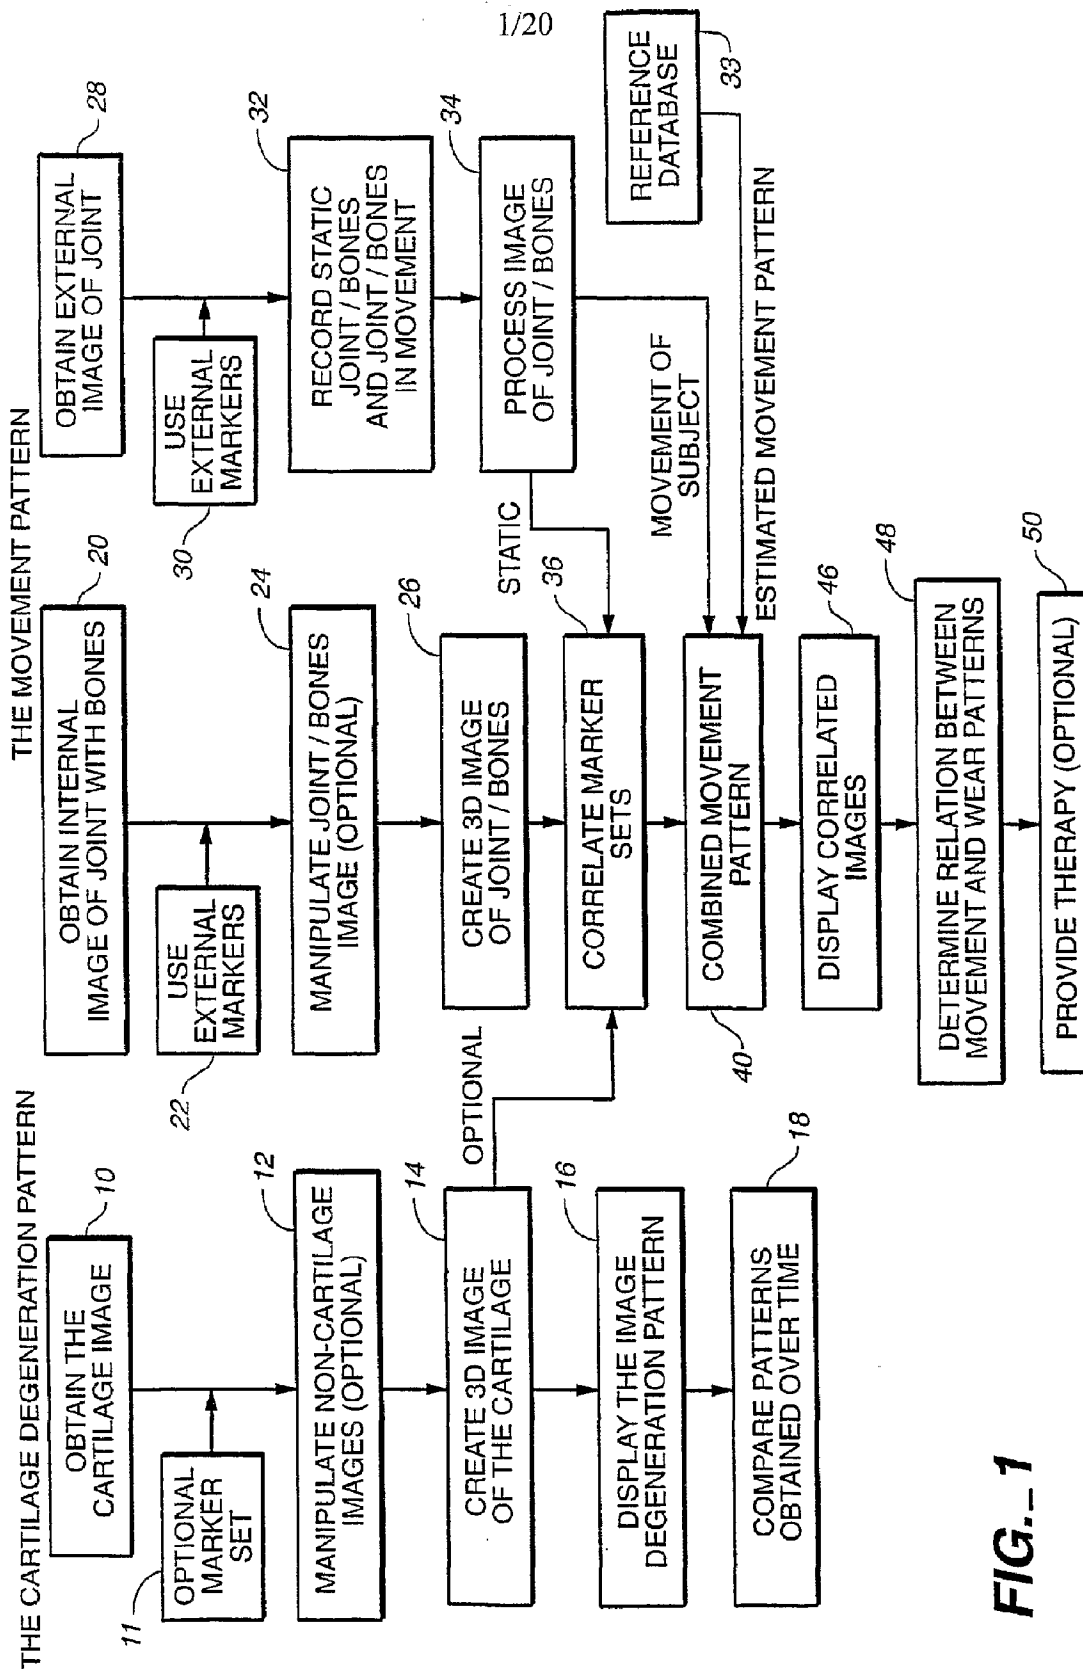 1/20
THE CARTILAGE DEGENERATION PATTERN
10
OBTAIN THE
CARTILAGE IMAGE
11
OPTIONAL
MARKER
SET
12
MANIPULATE NON-CARTILAGE
IMAGES (OPTIONAL)
14
CREATE 3D IMAGE
OF THE CARTILAGE
OPTIONAL
16
DISPLAY THE IMAGE
DEGENERATION PATTERN
18
COMPARE PATTERNS
OBTAINED OVER TIME
THE MOVEMENT PATTERN
20
OBTAIN INTERNAL
IMAGE OF JOINT WITH BONES
22
USE
EXTERNAL
MARKERS
24
MANIPULATE JOINT / BONES
IMAGE (OPTIONAL)
26
CREATE 3D IMAGE
OF JOINT / BONES
36
CORRELATE MARKER
SETS
40
COMBINED MOVEMENT
PATTERN
46
DISPLAY CORRELATED
IMAGES
48
DETERMINE RELATION BETWEEN
MOVEMENT AND WEAR PATTERNS
50
PROVIDE THERAPY (OPTIONAL)
28
OBTAIN EXTERNAL
IMAGE OF JOINT
30
USE
EXTERNAL
MARKERS
32
RECORD STATIC
JOINT / BONES
AND JOINT / BONES
IN MOVEMENT
34
PROCESS IMAGE
OF JOINT / BONES
STATIC
MOVEMENT OF
SUBJECT
33
REFERENCE
DATABASE
ESTIMATED MOVEMENT PATTERN
FIG._1